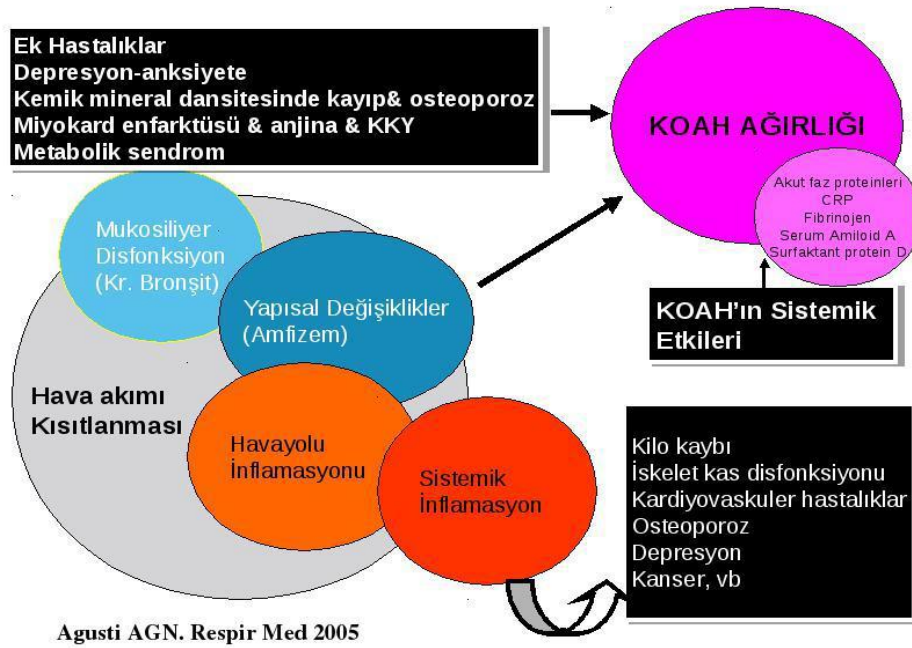 Ek Hastalıklar
Depresyon-anksiyete
Kemik mineral dansitesinde kayıp& osteoporoz
Miyokard enfarktüsü & anjina & KKY
Metabolik sendrom
KOAH AĞIRLIĞI
Akut faz proteinleri
CRP
Fibrinojen
Serum Amiloid A
Surfaktant protein D
KOAH’ın Sistemik
Etkileri
Mukosiliyer
Disfonksiyon
(Kr. Bronşit)
Yapısal Değişiklikler
(Amfizem)
Hava akımı
Kısıtlanması
Havayolu
İnflamasyonu
Sistemik
İnflamasyon
Kilo kaybı
İskelet kas disfonksiyonu
Kardiyovaskuler hastalıklar
Osteoporoz
Depresyon
Kanser, vb
Agusti AGN. Respir Med 2005